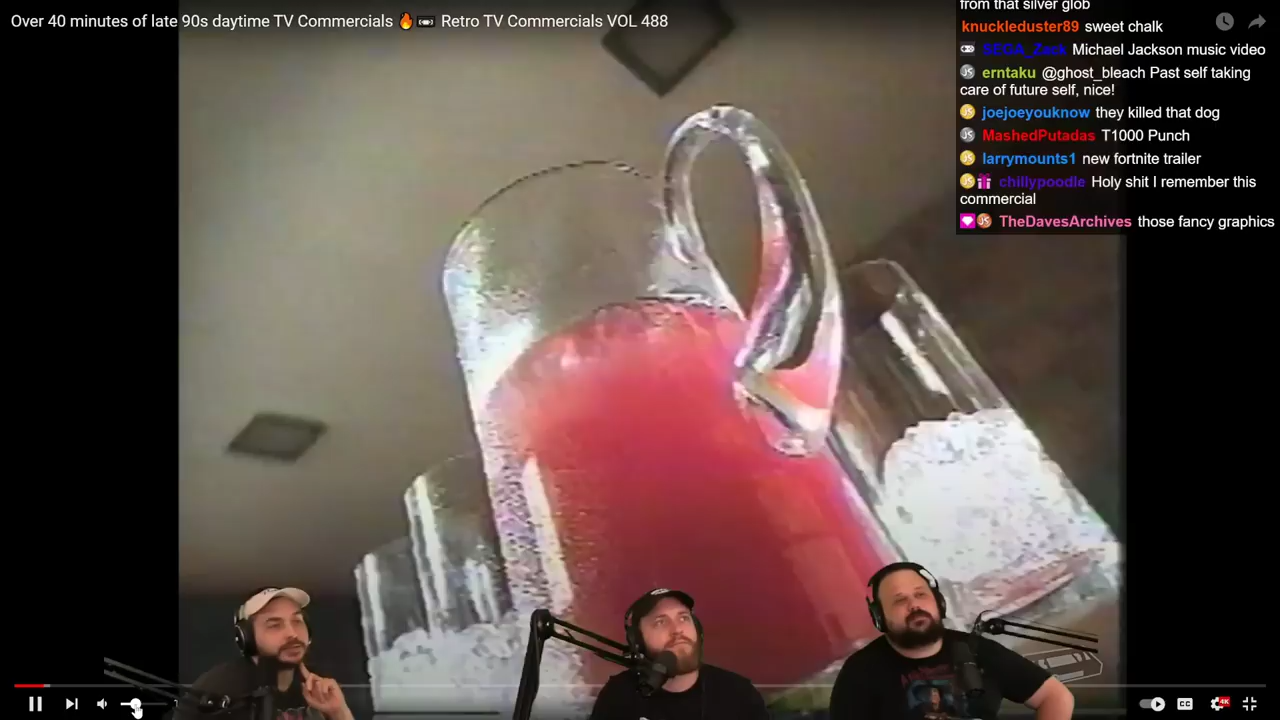 Over 40 minutes of late 90s daytime TV Commercials 🔥📼 Retro TV Commercials VOL 488
from that silver glob
knuckleduster89 sweet chalk
SEGA_Zack Michael Jackson music video
erntaku @ghost_bleach Past self taking
care of future self, nice!
joejoeyouknow they killed that dog
MashedPutadas T1000 Punch
larrymounts1 new fortnite trailer
chillypoodle Holy shit I remember this
commercial
TheDavesArchives those fancy graphics
CC
4K